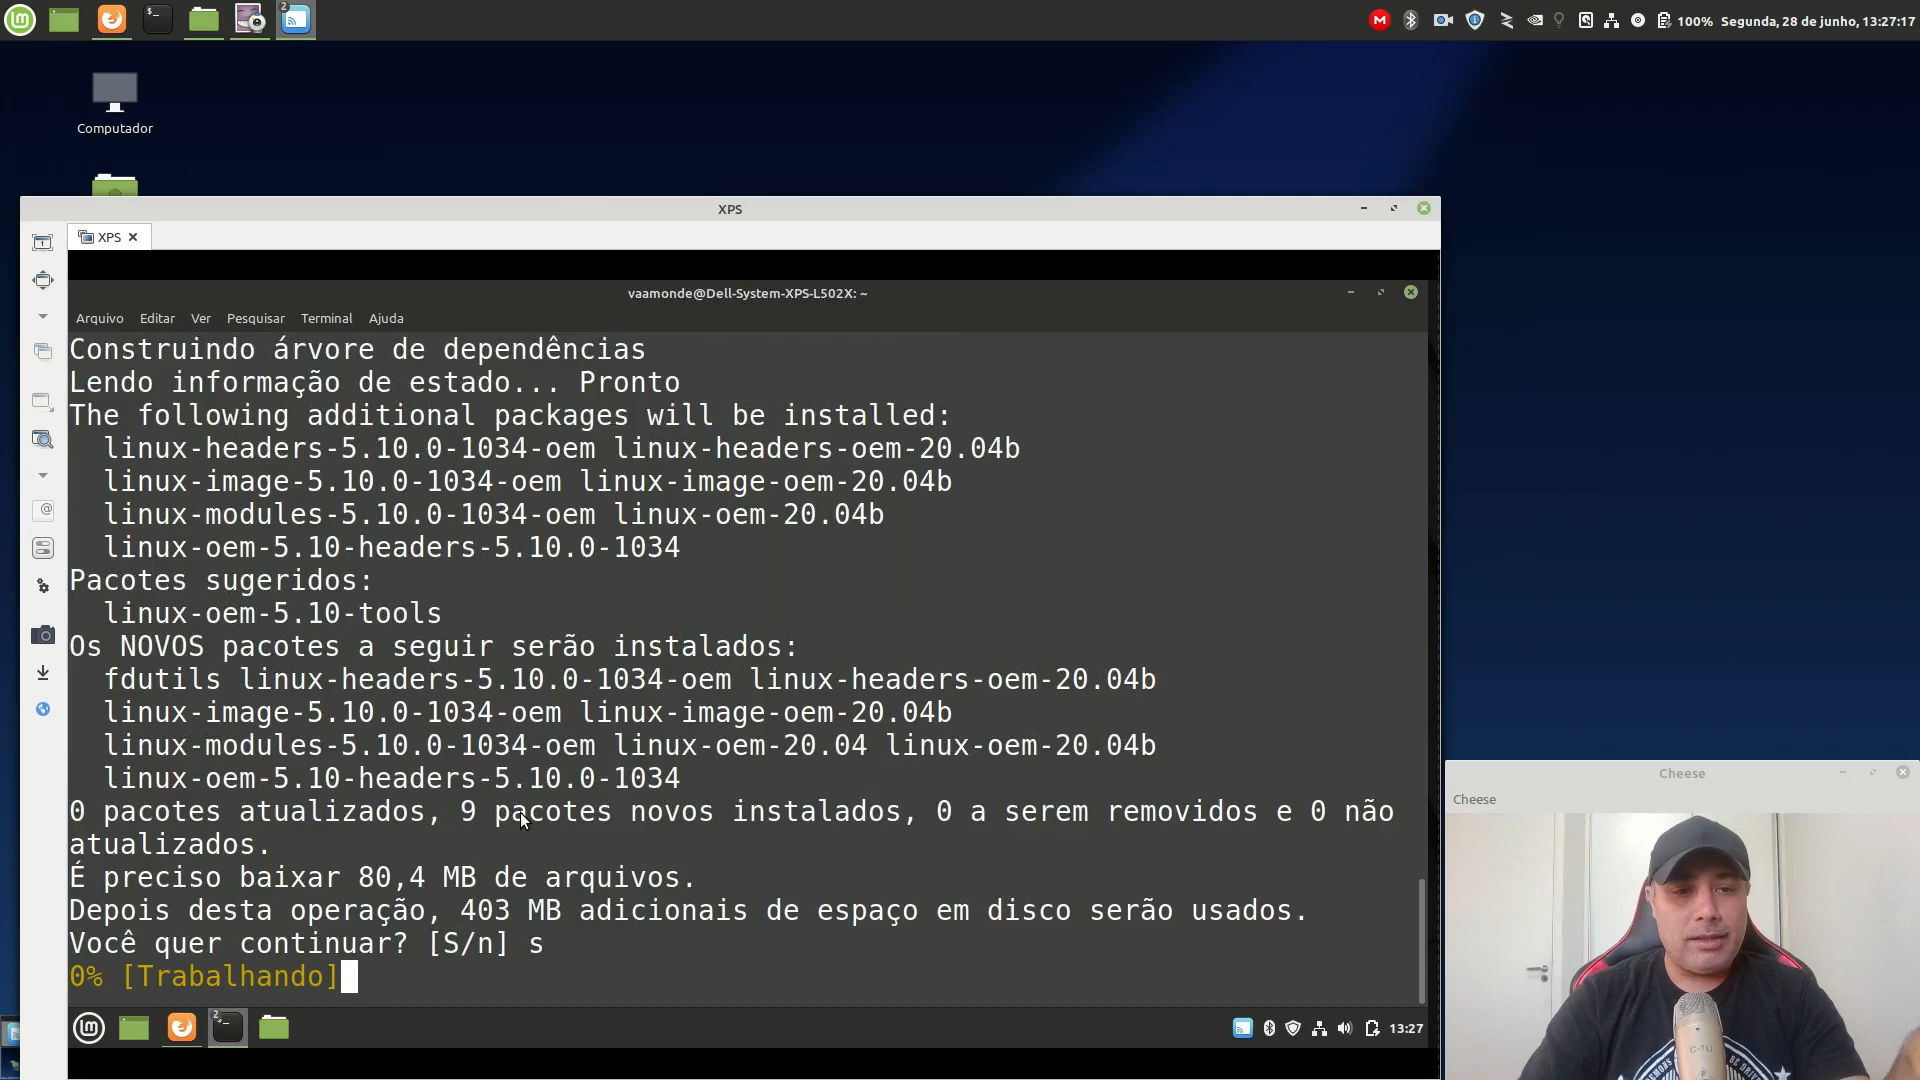 2
M
100%
Segunda, 28 de junho, 13:27:17
Computador
XPS
XPS
vaamonde@Dell-System-XPS-L502X: ~
Arquivo Editar Ver Pesquisar Terminal Ajuda
Construindo árvore de dependências
Lendo informação de estado... Pronto
The following additional packages will be installed:
linux-headers-5.10.0-1034-oem linux-headers-oem-20.04b
linux-image-5.10.0-1034-oem linux-image-oem-20.04b
linux-modules-5.10.0-1034-oem linux-oem-20.04b
linux-oem-5.10-headers-5.10.0-1034
Pacotes sugeridos:
linux-oem-5.10-tools
Os NOVOS pacotes a seguir serão instalados:
fdutils linux-headers-5.10.0-1034-oem linux-headers-oem-20.04b
linux-image-5.10.0-1034-oem linux-image-oem-20.04b
linux-modules-5.10.0-1034-oem linux-oem-20.04 linux-oem-20.04b
linux-oem-5.10-headers-5.10.0-1034
0 pacotes atualizados, 9 pacotes novos instalados, 0 a serem removidos e 0 não
atualizados.
É preciso baixar 80,4 MB de arquivos.
Depois desta operação, 403 MB adicionais de espaço em disco serão usados.
Você quer continuar? [S/n] s
0% [Trabalhando]
2
13:27
Cheese
Cheese
C-1U